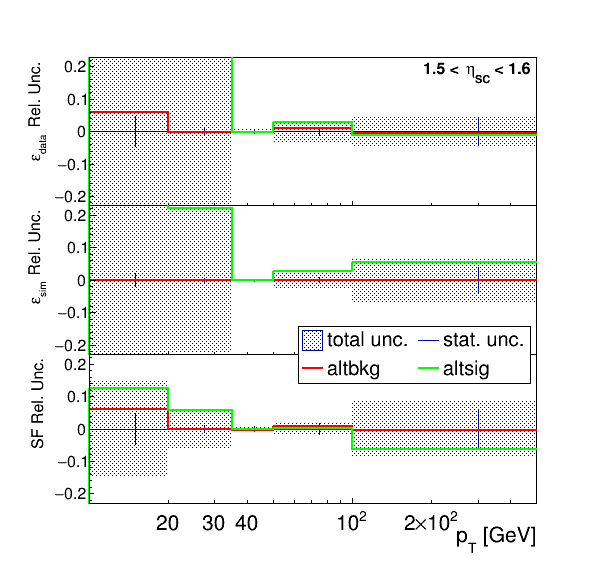 1.5 < η_SC < 1.6
ε_data Rel. Unc.
0.2
0.1
0
−0.1
−0.2
ε_sim Rel. Unc.
0.2
0.1
0
−0.1
−0.2
total unc. stat. unc.
altbkg altsig
SF Rel. Unc.
0.2
0.1
0
−0.1
−0.2
20 30 40 10² 2×10²
p_T [GeV]